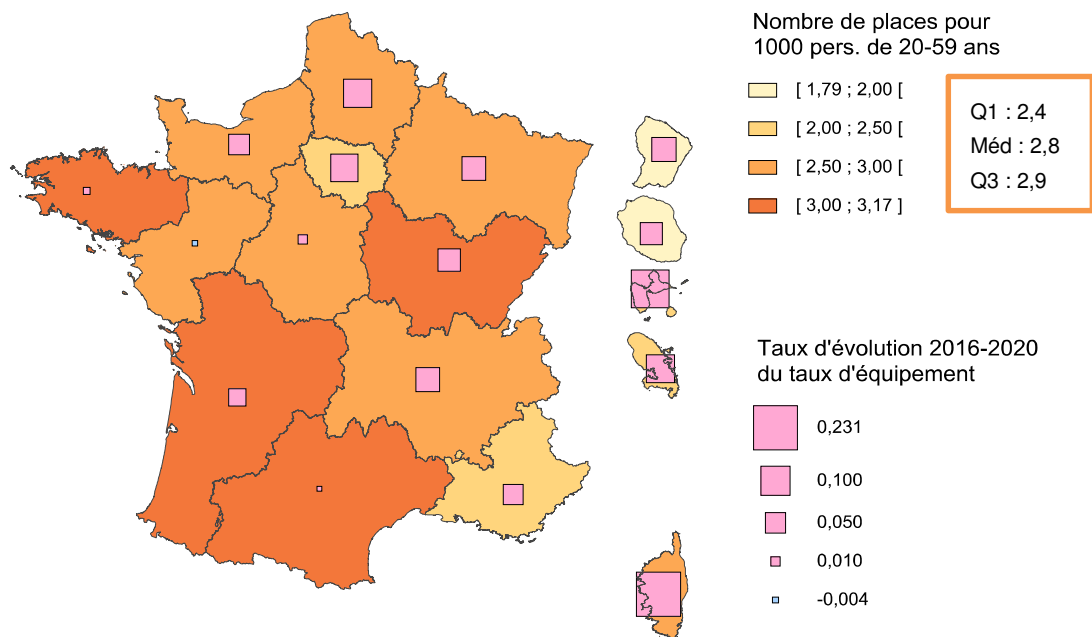 Nombre de places pour
1000 pers. de 20-59 ans
[ 1,79 ; 2,00 [
[ 2,00 ; 2,50 [
[ 2,50 ; 3,00 [
[ 3,00 ; 3,17 ]
Q1 : 2,4
Méd : 2,8
Q3 : 2,9
Taux d'évolution 2016-2020
du taux d'équipement
0,231
0,100
0,050
0,010
-0,004